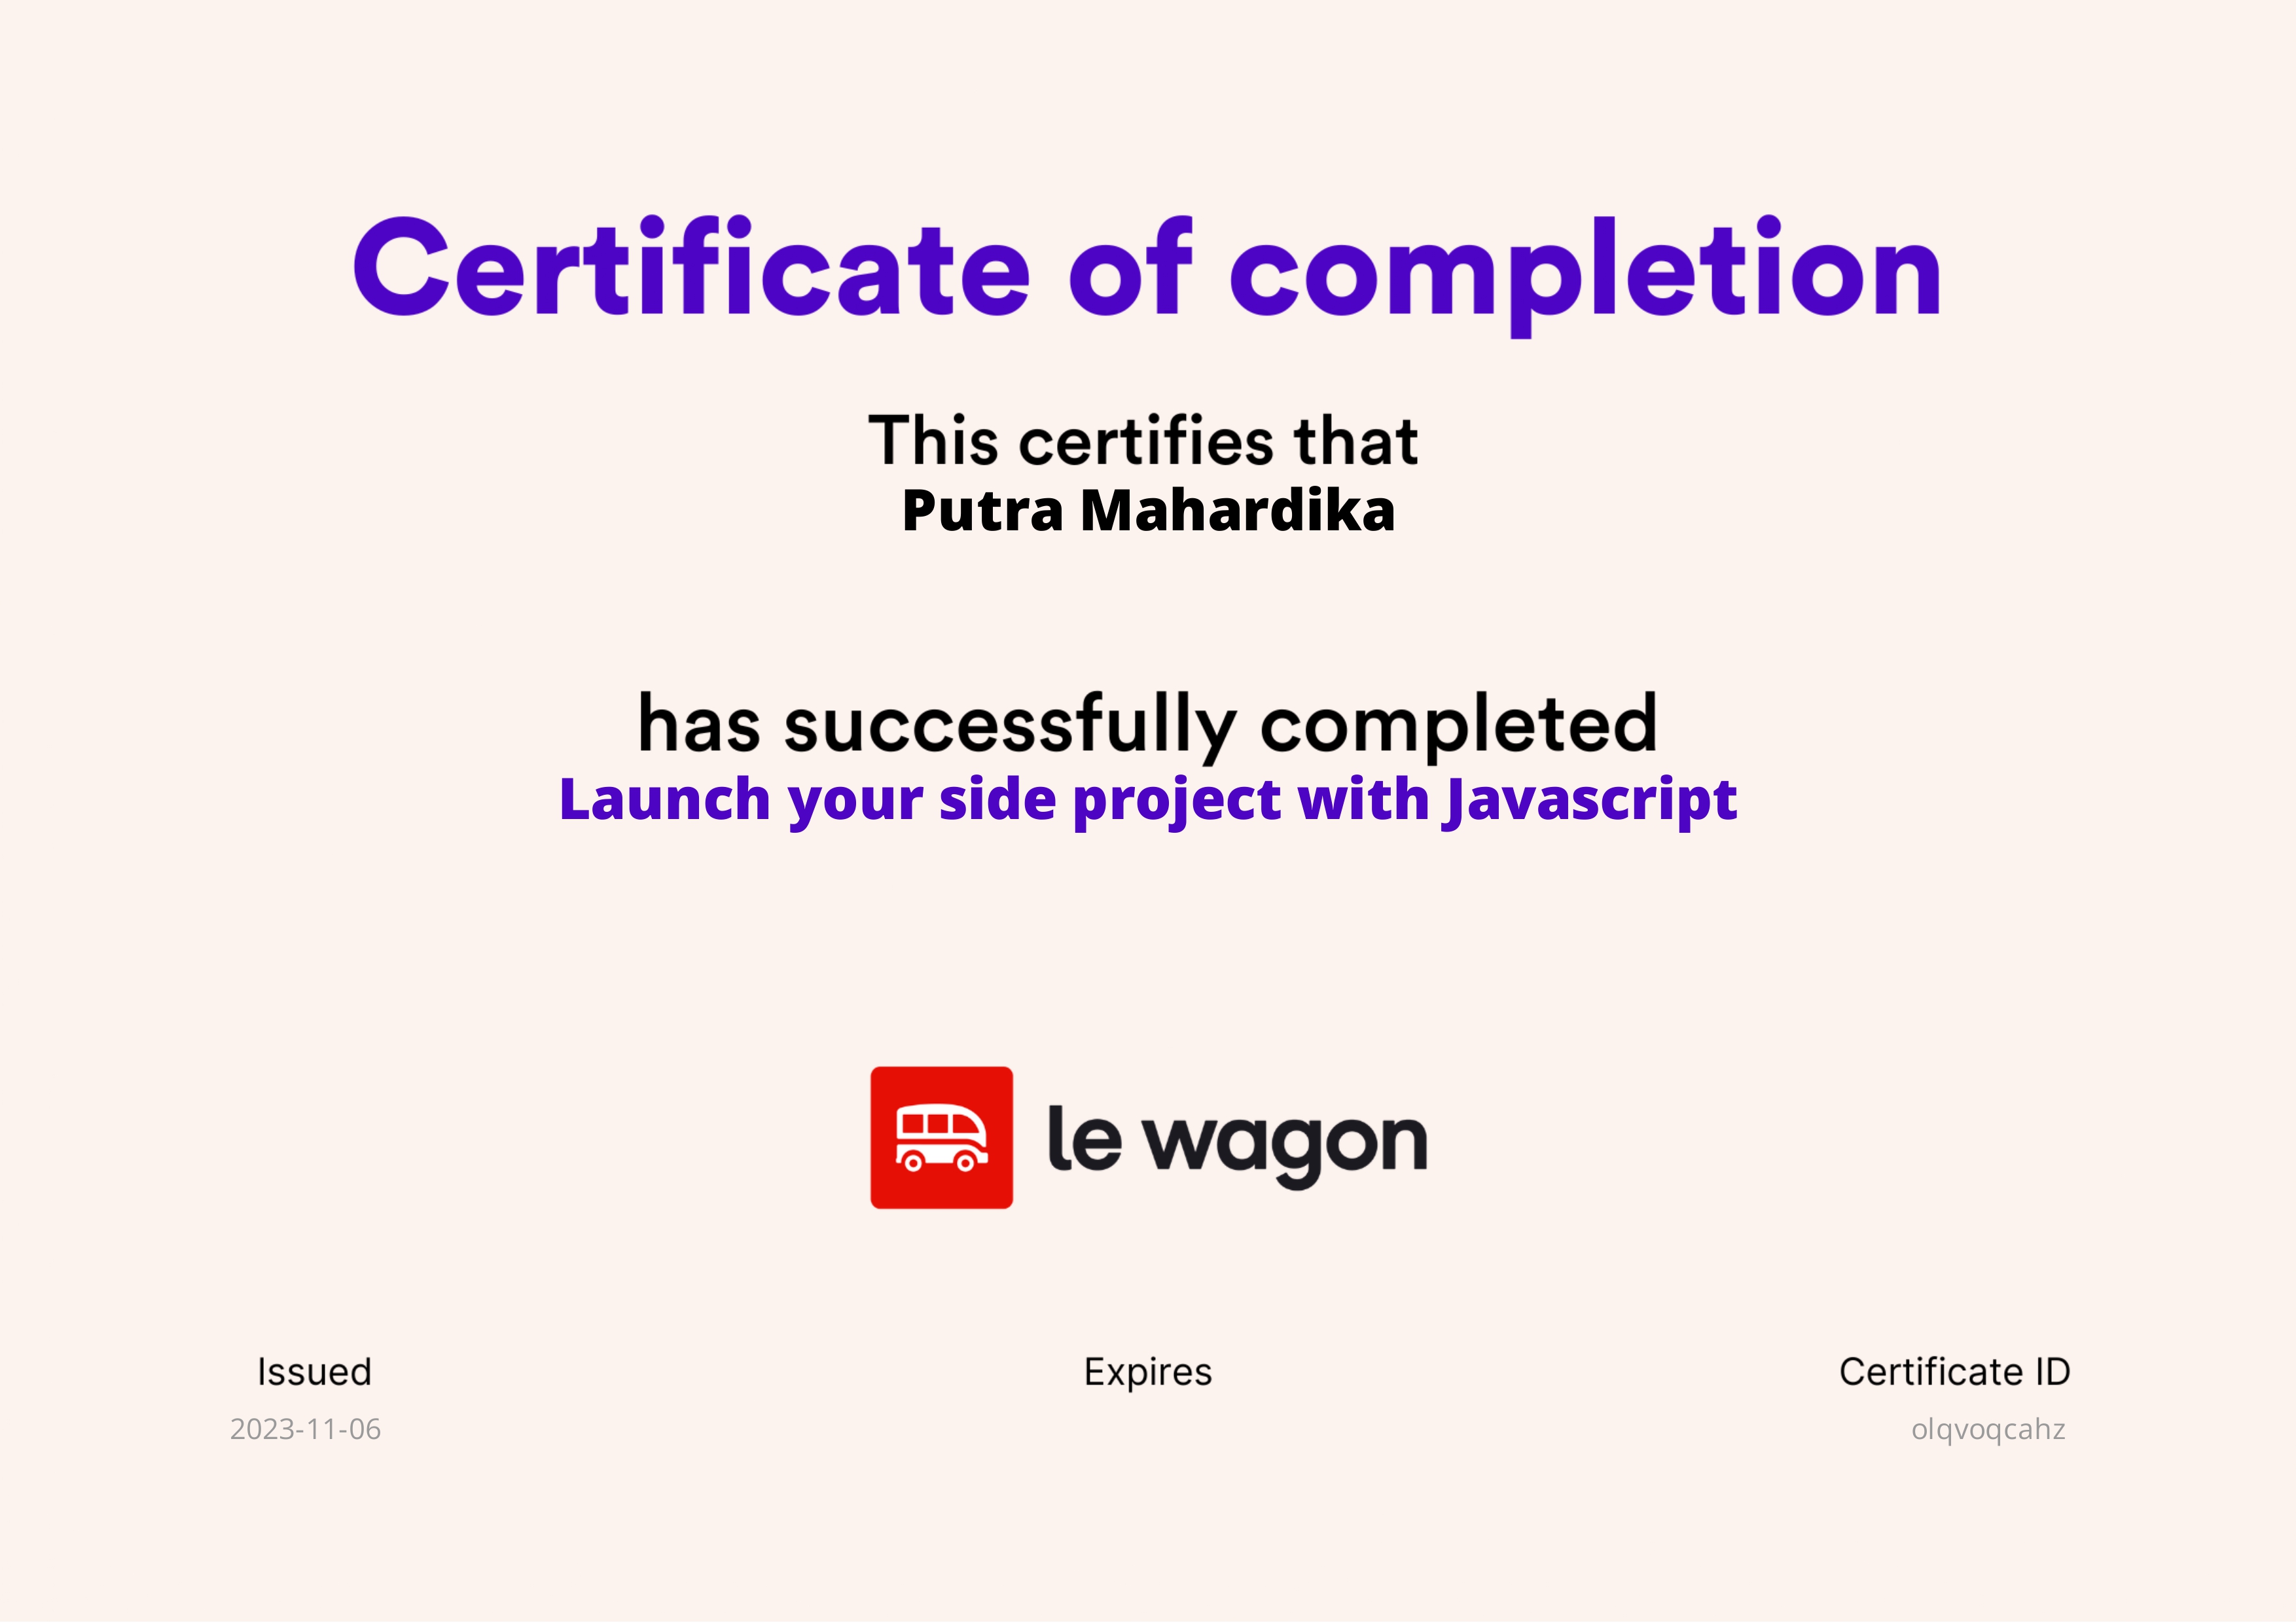 Certificate of completion
This certifies that
Putra Mahardika
has successfully completed
Launch your side project with Javascript
le wagon
Issued
Expires
Certificate ID
2023-11-06
olqvoqcahz